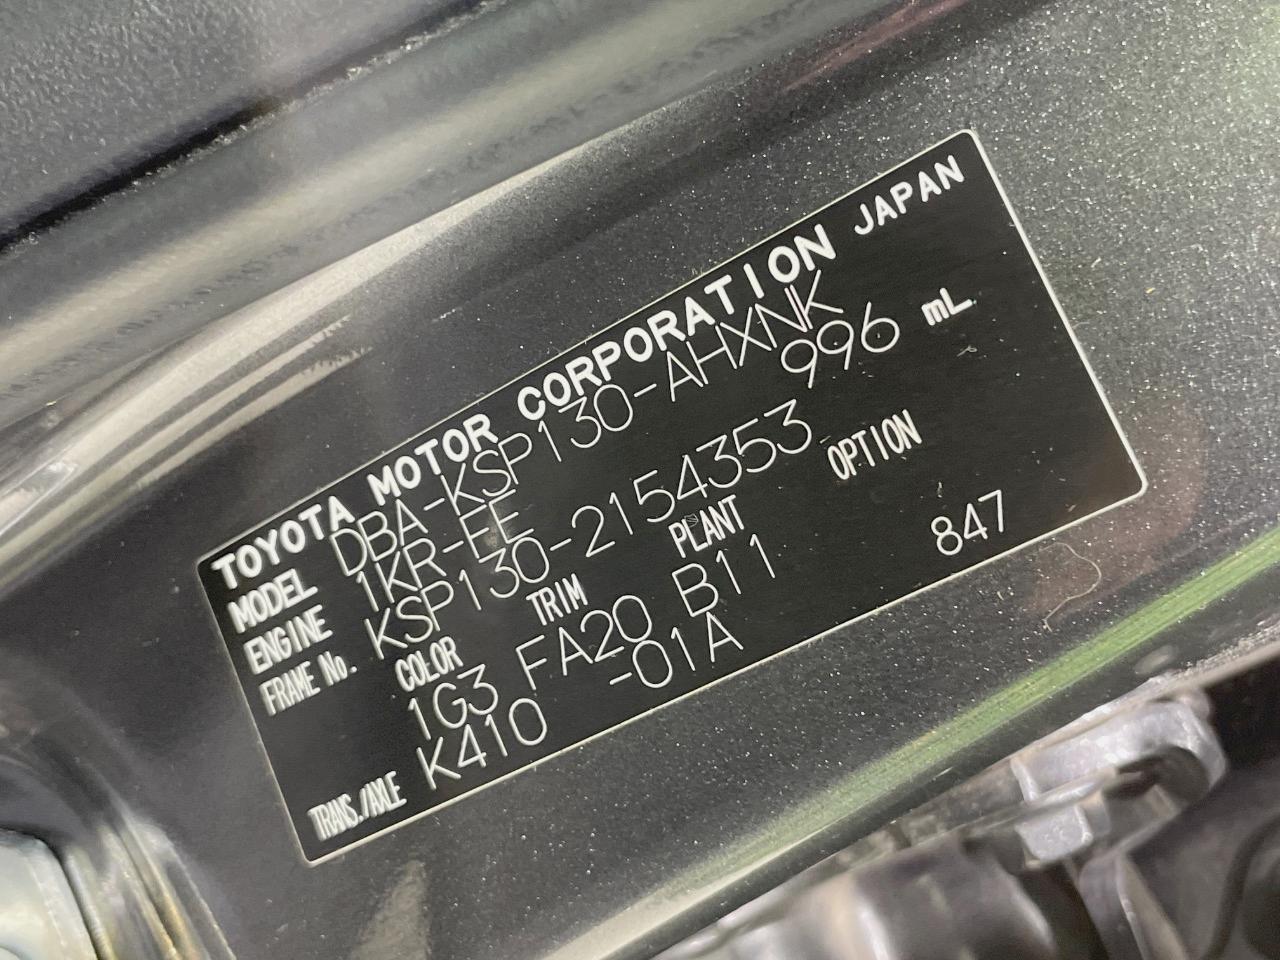 TOYOTA MOTOR CORPORATION JAPAN
MODEL DBA-KSP130-AHXNK
ENGINE 1KR-EE 996 mL
FRAME No. KSP130-2154353
COLOR TRIM PLANT OPTION
1G3 FA20 B11 847
TRANS./AXLE K410 -01A